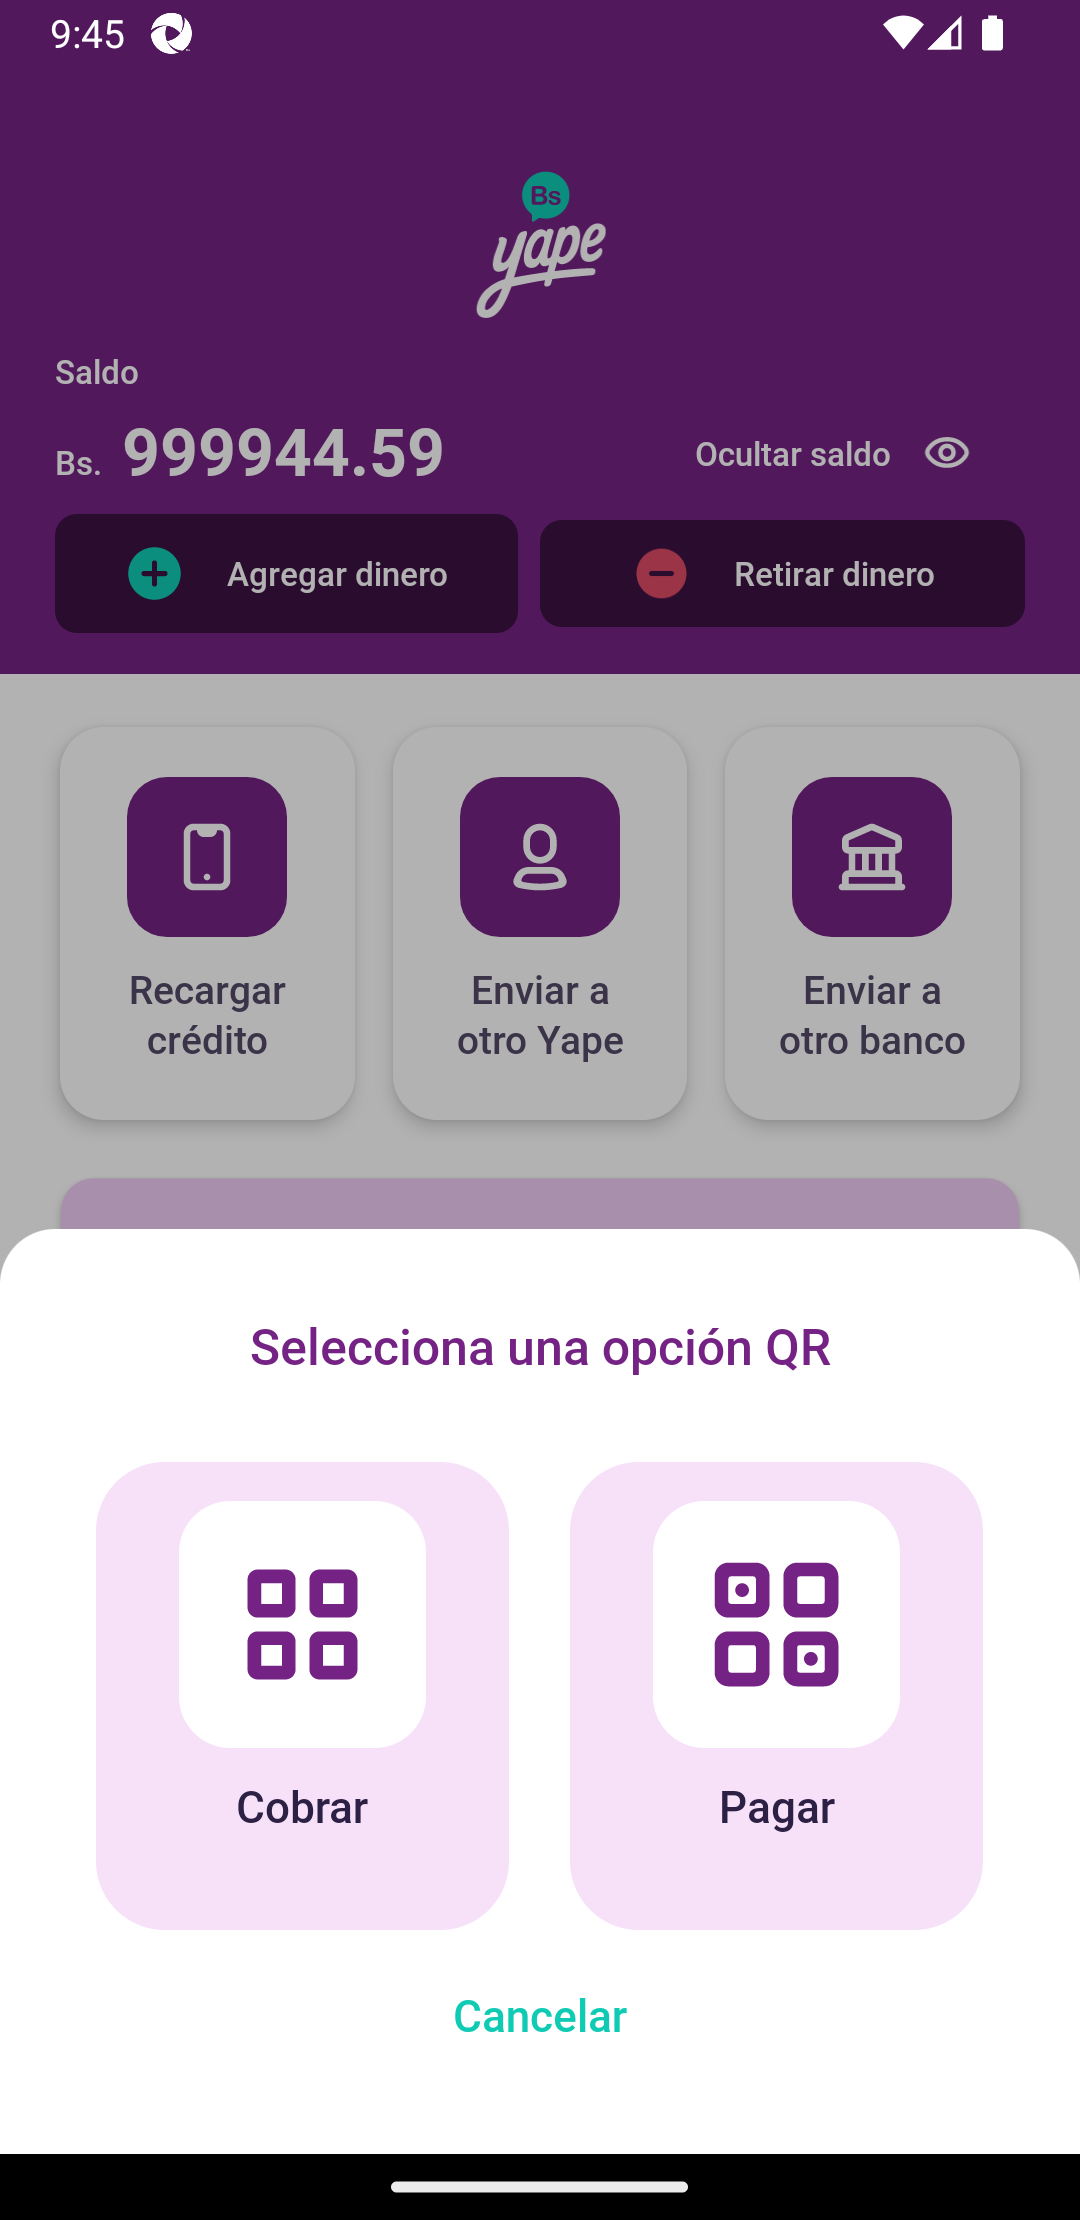 9:45
Bs
yape
Saldo
Bs. 999944.59
Ocultar saldo
Agregar dinero
Retirar dinero
Recargar
crédito
Enviar a
otro Yape
Enviar a
otro banco
Selecciona una opción QR
Cobrar
Pagar
Cancelar